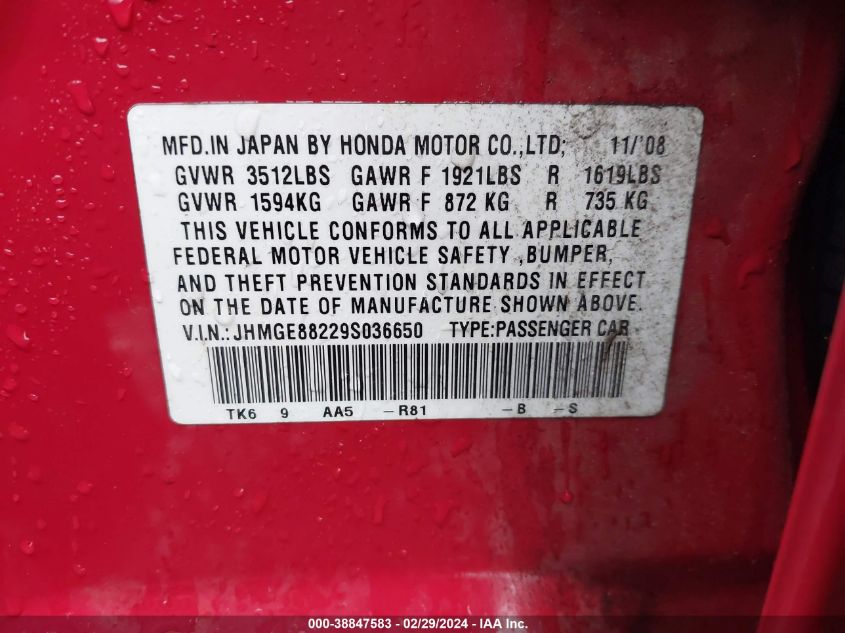 MFD.IN JAPAN BY HONDA MOTOR CO.,LTD; 11/'08
GVWR 3512LBS GAWR F 1921LBS R 1619LBS
GVWR 1594KG GAWR F 872 KG R 735 KG
THIS VEHICLE CONFORMS TO ALL APPLICABLE
FEDERAL MOTOR VEHICLE SAFETY ,BUMPER,
AND THEFT PREVENTION STANDARDS IN EFFECT
ON THE DATE OF MANUFACTURE SHOWN ABOVE.
V.I.N.:JHMGE88229S036650 TYPE:PASSENGER CAR
TK6 9 AA5 -R81 -B -S
000-38847583 - 02/29/2024 - IAA Inc.